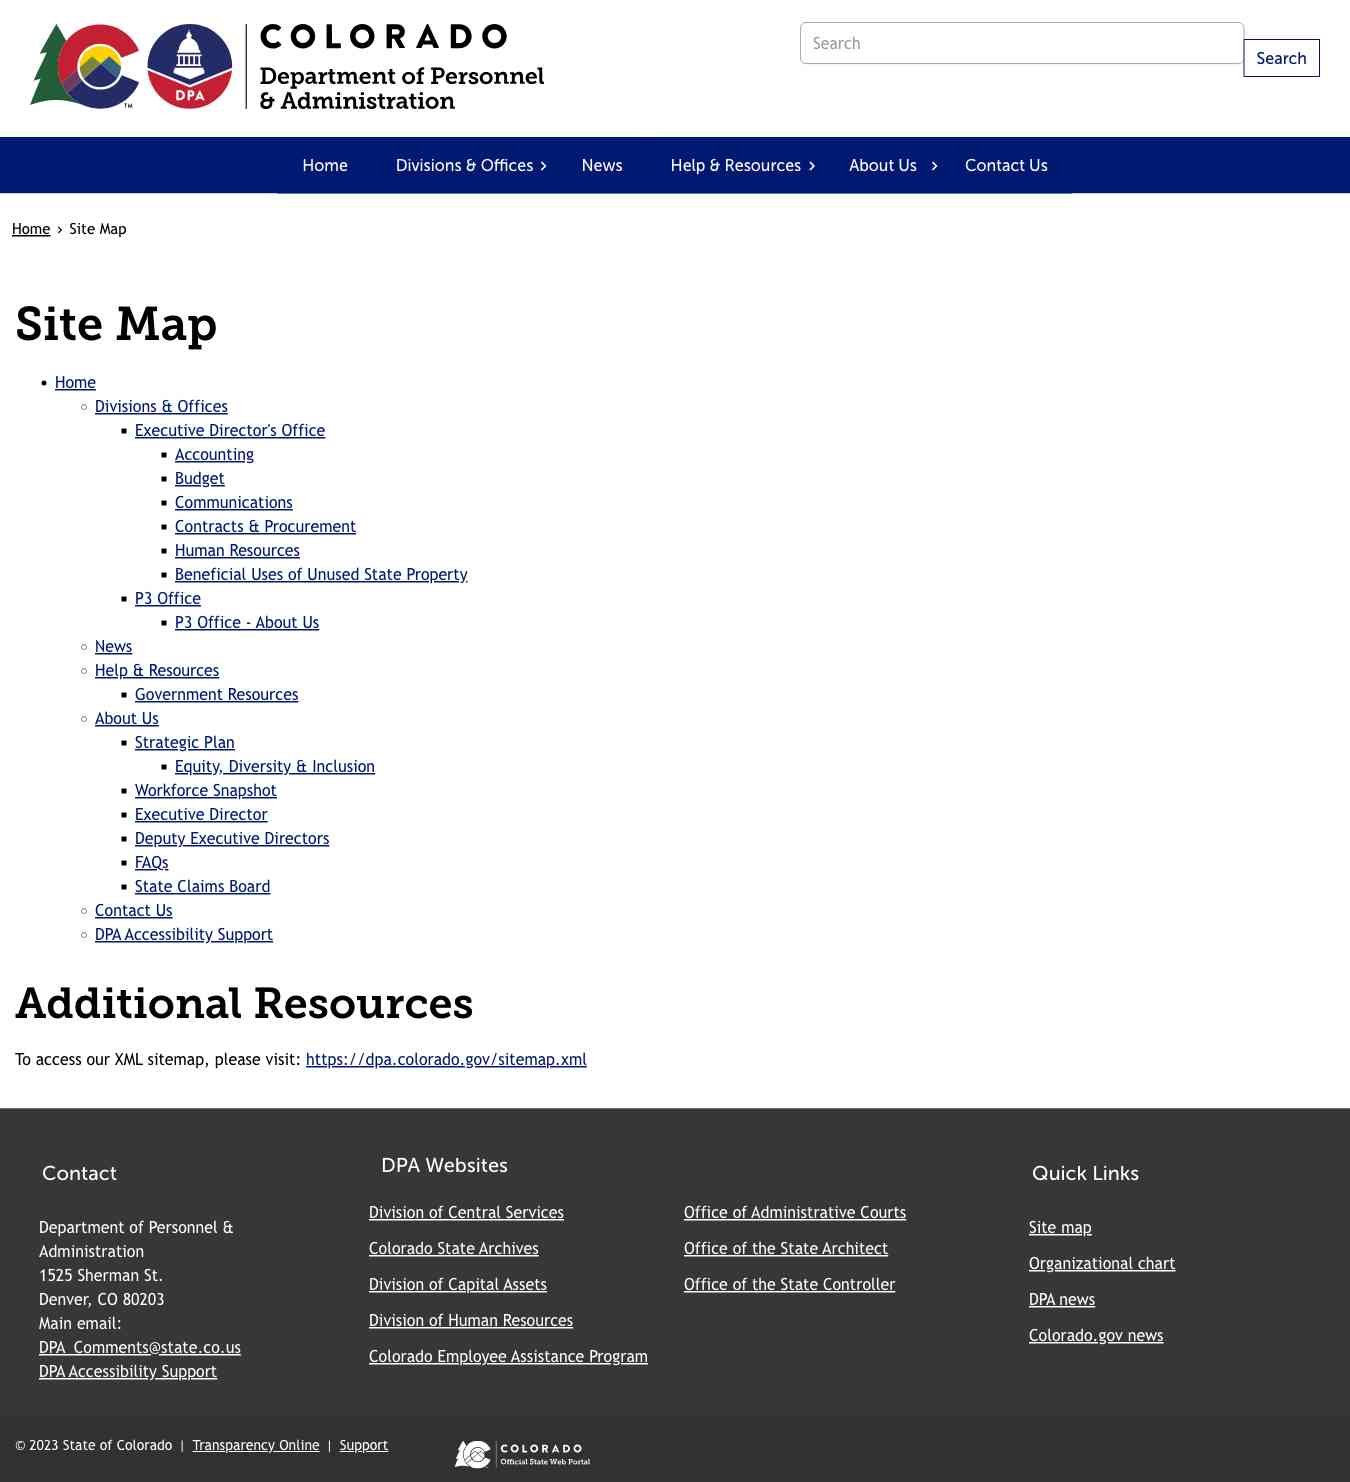 COLORADO
Department of Personnel
& Administration
DPA
TM
Search
Search
Home
Divisions & Offices
News
Help & Resources
About Us
Contact Us
Home › Site Map
Site Map
Home
Divisions & Offices
Executive Director's Office
Accounting
Budget
Communications
Contracts & Procurement
Human Resources
Beneficial Uses of Unused State Property
P3 Office
P3 Office - About Us
News
Help & Resources
Government Resources
About Us
Strategic Plan
Equity, Diversity & Inclusion
Workforce Snapshot
Executive Director
Deputy Executive Directors
FAQs
State Claims Board
Contact Us
DPA Accessibility Support
Additional Resources
To access our XML sitemap, please visit: https://dpa.colorado.gov/sitemap.xml
Contact
Department of Personnel &
Administration
1525 Sherman St.
Denver, CO 80203
Main email:
DPA_Comments@state.co.us
DPA Accessibility Support
DPA Websites
Division of Central Services
Colorado State Archives
Division of Capital Assets
Division of Human Resources
Colorado Employee Assistance Program
Office of Administrative Courts
Office of the State Architect
Office of the State Controller
Quick Links
Site map
Organizational chart
DPA news
Colorado.gov news
© 2023 State of Colorado | Transparency Online | Support
COLORADO
Official State Web Portal